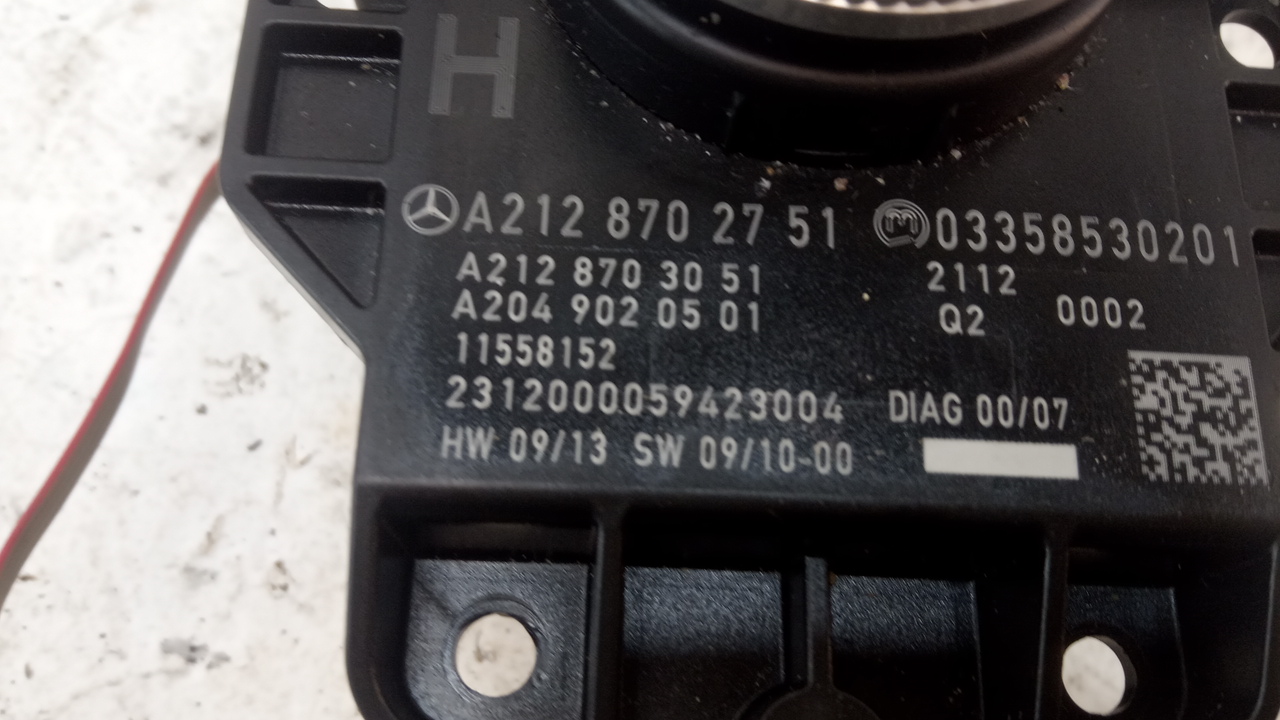 H
A212 870 27 51 M 03358530201
A212 870 30 51 2112
A204 902 05 01 Q2 0002
11558152
2312000059423004 DIAG 00/07
HW 09/13 SW 09/10-00